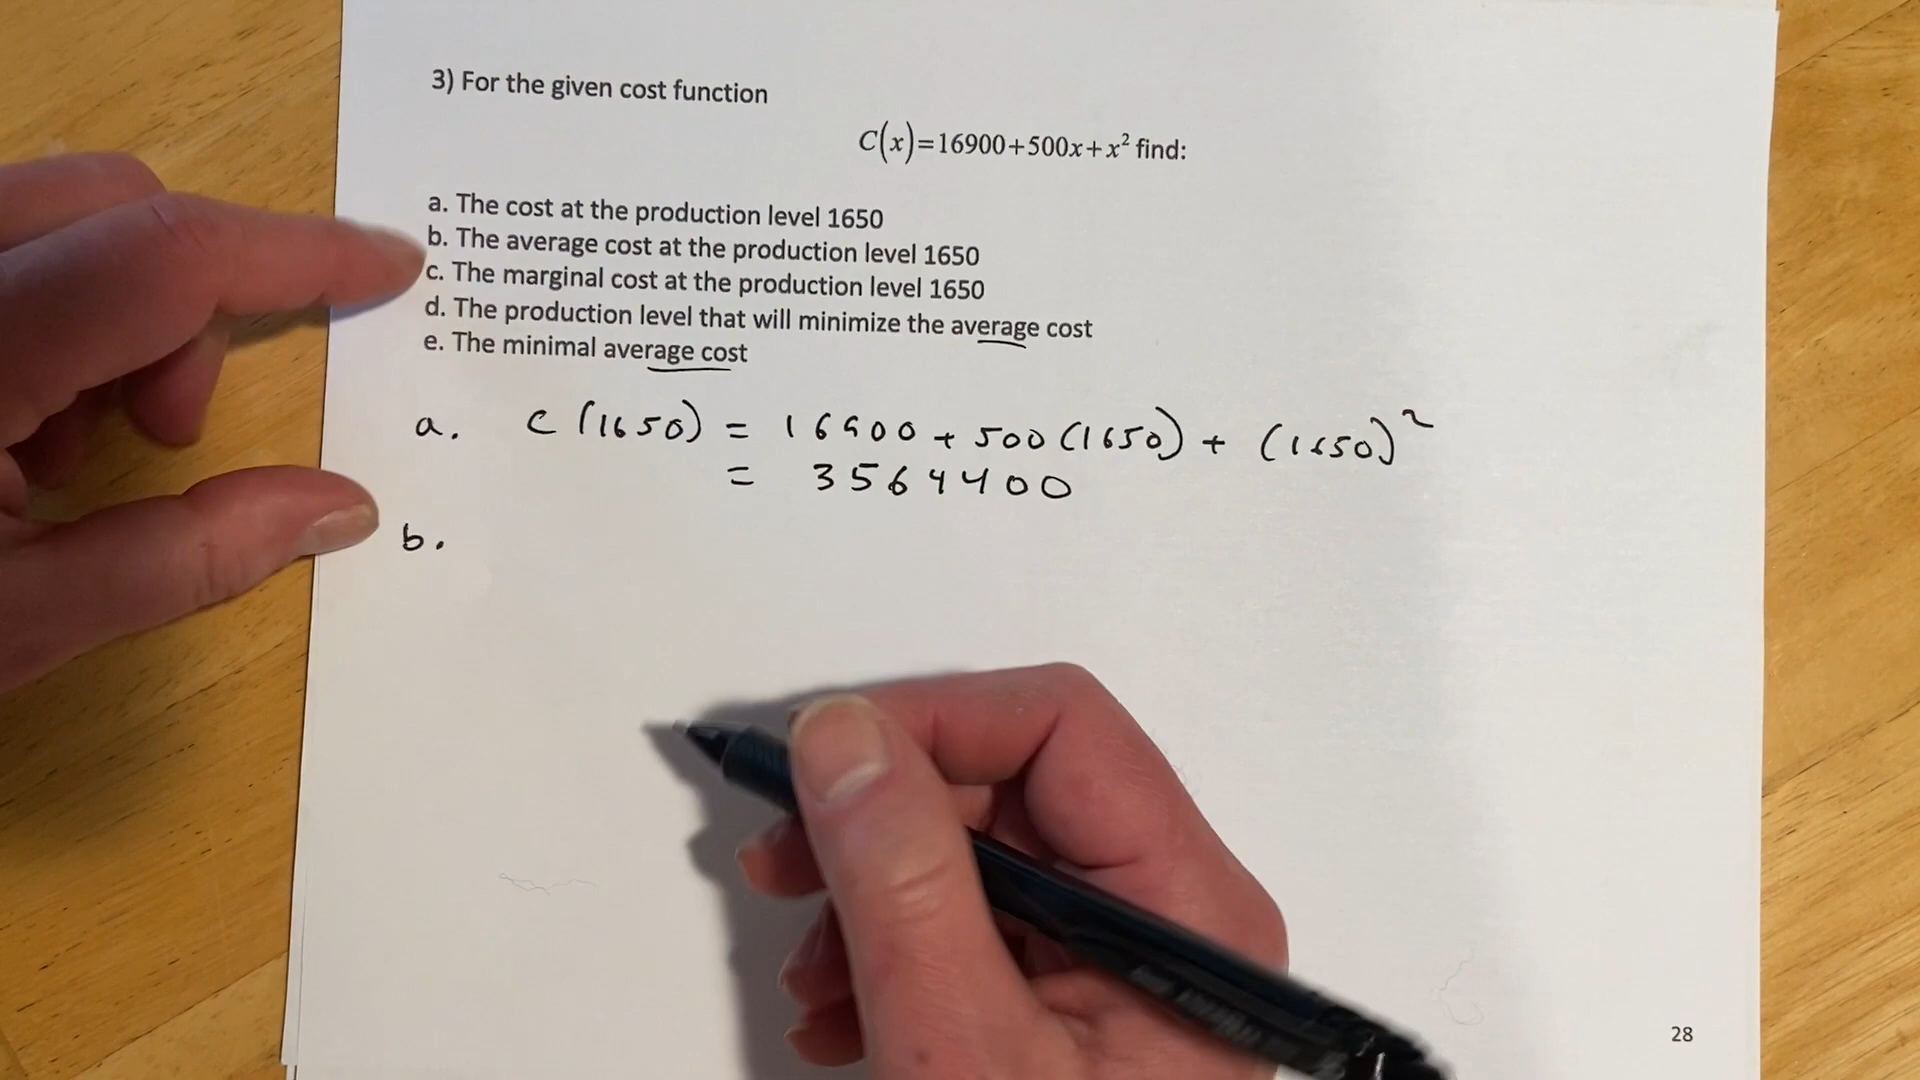 3) For the given cost function
C(x)=16900+500x+x² find:
a. The cost at the production level 1650
b. The average cost at the production level 1650
c. The marginal cost at the production level 1650
d. The production level that will minimize the average cost
e. The minimal average cost
a. C (1650) = 16900 + 500 (1650) + (1650)²
= 3564400
b.
28